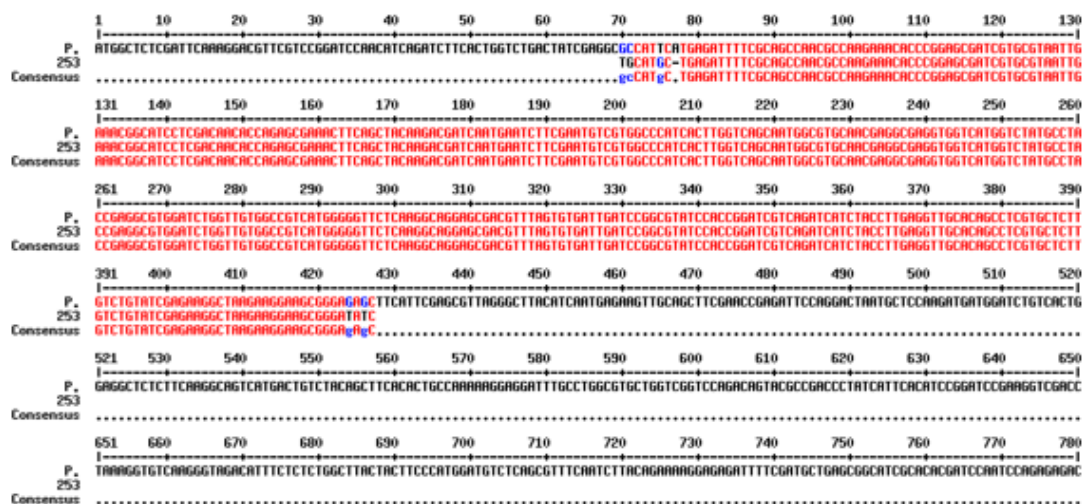 1 10 20 30 40 50 60 70 80 90 100 110 120 130
P. ATGGCTCTCGATTCAAAGGACGTTCGTCCGGATCCAACATCAGATCTTCACTGGTCTGACTATCGAGGCGCCATTCATGAGATTTTCGCAGCCAACGCCAAGAAACACCCGGAGCGATCGTGCGTAATTG
253 TGCATGC-TGAGATTTTCGCAGCCAACGCCAAGAAACACCCGGAGCGATCGTGCGTAATTG
Consensus .....................................................................gcCATgc.TGAGATTTTCGCAGCCAACGCCAAGAAACACCCGGAGCGATCGTGCGTAATTG
131 140 150 160 170 180 190 200 210 220 230 240 250 260
P. AAACGGCATCCTCGACAACACCAGAGCGAAACTTCAGCTACAAGACGATCAATGAATCTTCGAATGTCGTGGCCCATCACTTGGTCAGCAATGGCGTGCAACGAGGCGAGGTGGTCATGGTCTATGCCTA
253 AAACGGCATCCTCGACAACACCAGAGCGAAACTTCAGCTACAAGACGATCAATGAATCTTCGAATGTCGTGGCCCATCACTTGGTCAGCAATGGCGTGCAACGAGGCGAGGTGGTCATGGTCTATGCCTA
Consensus AAACGGCATCCTCGACAACACCAGAGCGAAACTTCAGCTACAAGACGATCAATGAATCTTCGAATGTCGTGGCCCATCACTTGGTCAGCAATGGCGTGCAACGAGGCGAGGTGGTCATGGTCTATGCCTA
261 270 280 290 300 310 320 330 340 350 360 370 380 390
P. CCGAGGCGTGGATCTGGTTGTGGCCGTCATGGGGGTTCTCAAGGCAGGAGCGACGTTTAGTGTGATTGATCCGGCGTATCCACCGGATCGTCAGATCATCTACCTTGAGGTTGCACAGCCTCGTGCTCTT
253 CCGAGGCGTGGATCTGGTTGTGGCCGTCATGGGGGTTCTCAAGGCAGGAGCGACGTTTAGTGTGATTGATCCGGCGTATCCACCGGATCGTCAGATCATCTACCTTGAGGTTGCACAGCCTCGTGCTCTT
Consensus CCGAGGCGTGGATCTGGTTGTGGCCGTCATGGGGGTTCTCAAGGCAGGAGCGACGTTTAGTGTGATTGATCCGGCGTATCCACCGGATCGTCAGATCATCTACCTTGAGGTTGCACAGCCTCGTGCTCTT
391 400 410 420 430 440 450 460 470 480 490 500 510 520
P. GTCTGTATCGAGAAGGCTAAGAAGGAAGCGGGAGAGCTTCATTCGAGCGTTAGGGCTTACATCAATGAGAAGTTGCAGCTTCGAACCGAGATTCCAGGACTAATGCTCCAAGATGATGGATCTGTCACTG
253 GTCTGTATCGAGAAGGCTAAGAAGGAAGCGGGATATC
Consensus GTCTGTATCGAGAAGGCTAAGAAGGAAGCGGGAgAgC.............................................................................................
521 530 540 550 560 570 580 590 600 610 620 630 640 650
P. GAGGCTCTCTTCAAGGCAGTCATGACTGTCTACAGCTTCACACTGCCAAAAAGGAGGATTTGCCTGGCGTGCTGGTCGGTCCAGACAGTACGCCGACCCTATCATTCACATCCGGATCCGAAGGTCGACC
253
Consensus ..................................................................................................................................
651 660 670 680 690 700 710 720 730 740 750 760 770 780
P. TAAAGGTGTCAAGGGTAGACATTTCTCTCTGGCTTACTACTTCCCATGGATGTCTCAGCGTTTCAATCTTACAGAAAAGGAGAGATTTTCGATGCTGAGCGGCATCGCACACGATCCAATCCAGAGAGAC
253
Consensus ..................................................................................................................................